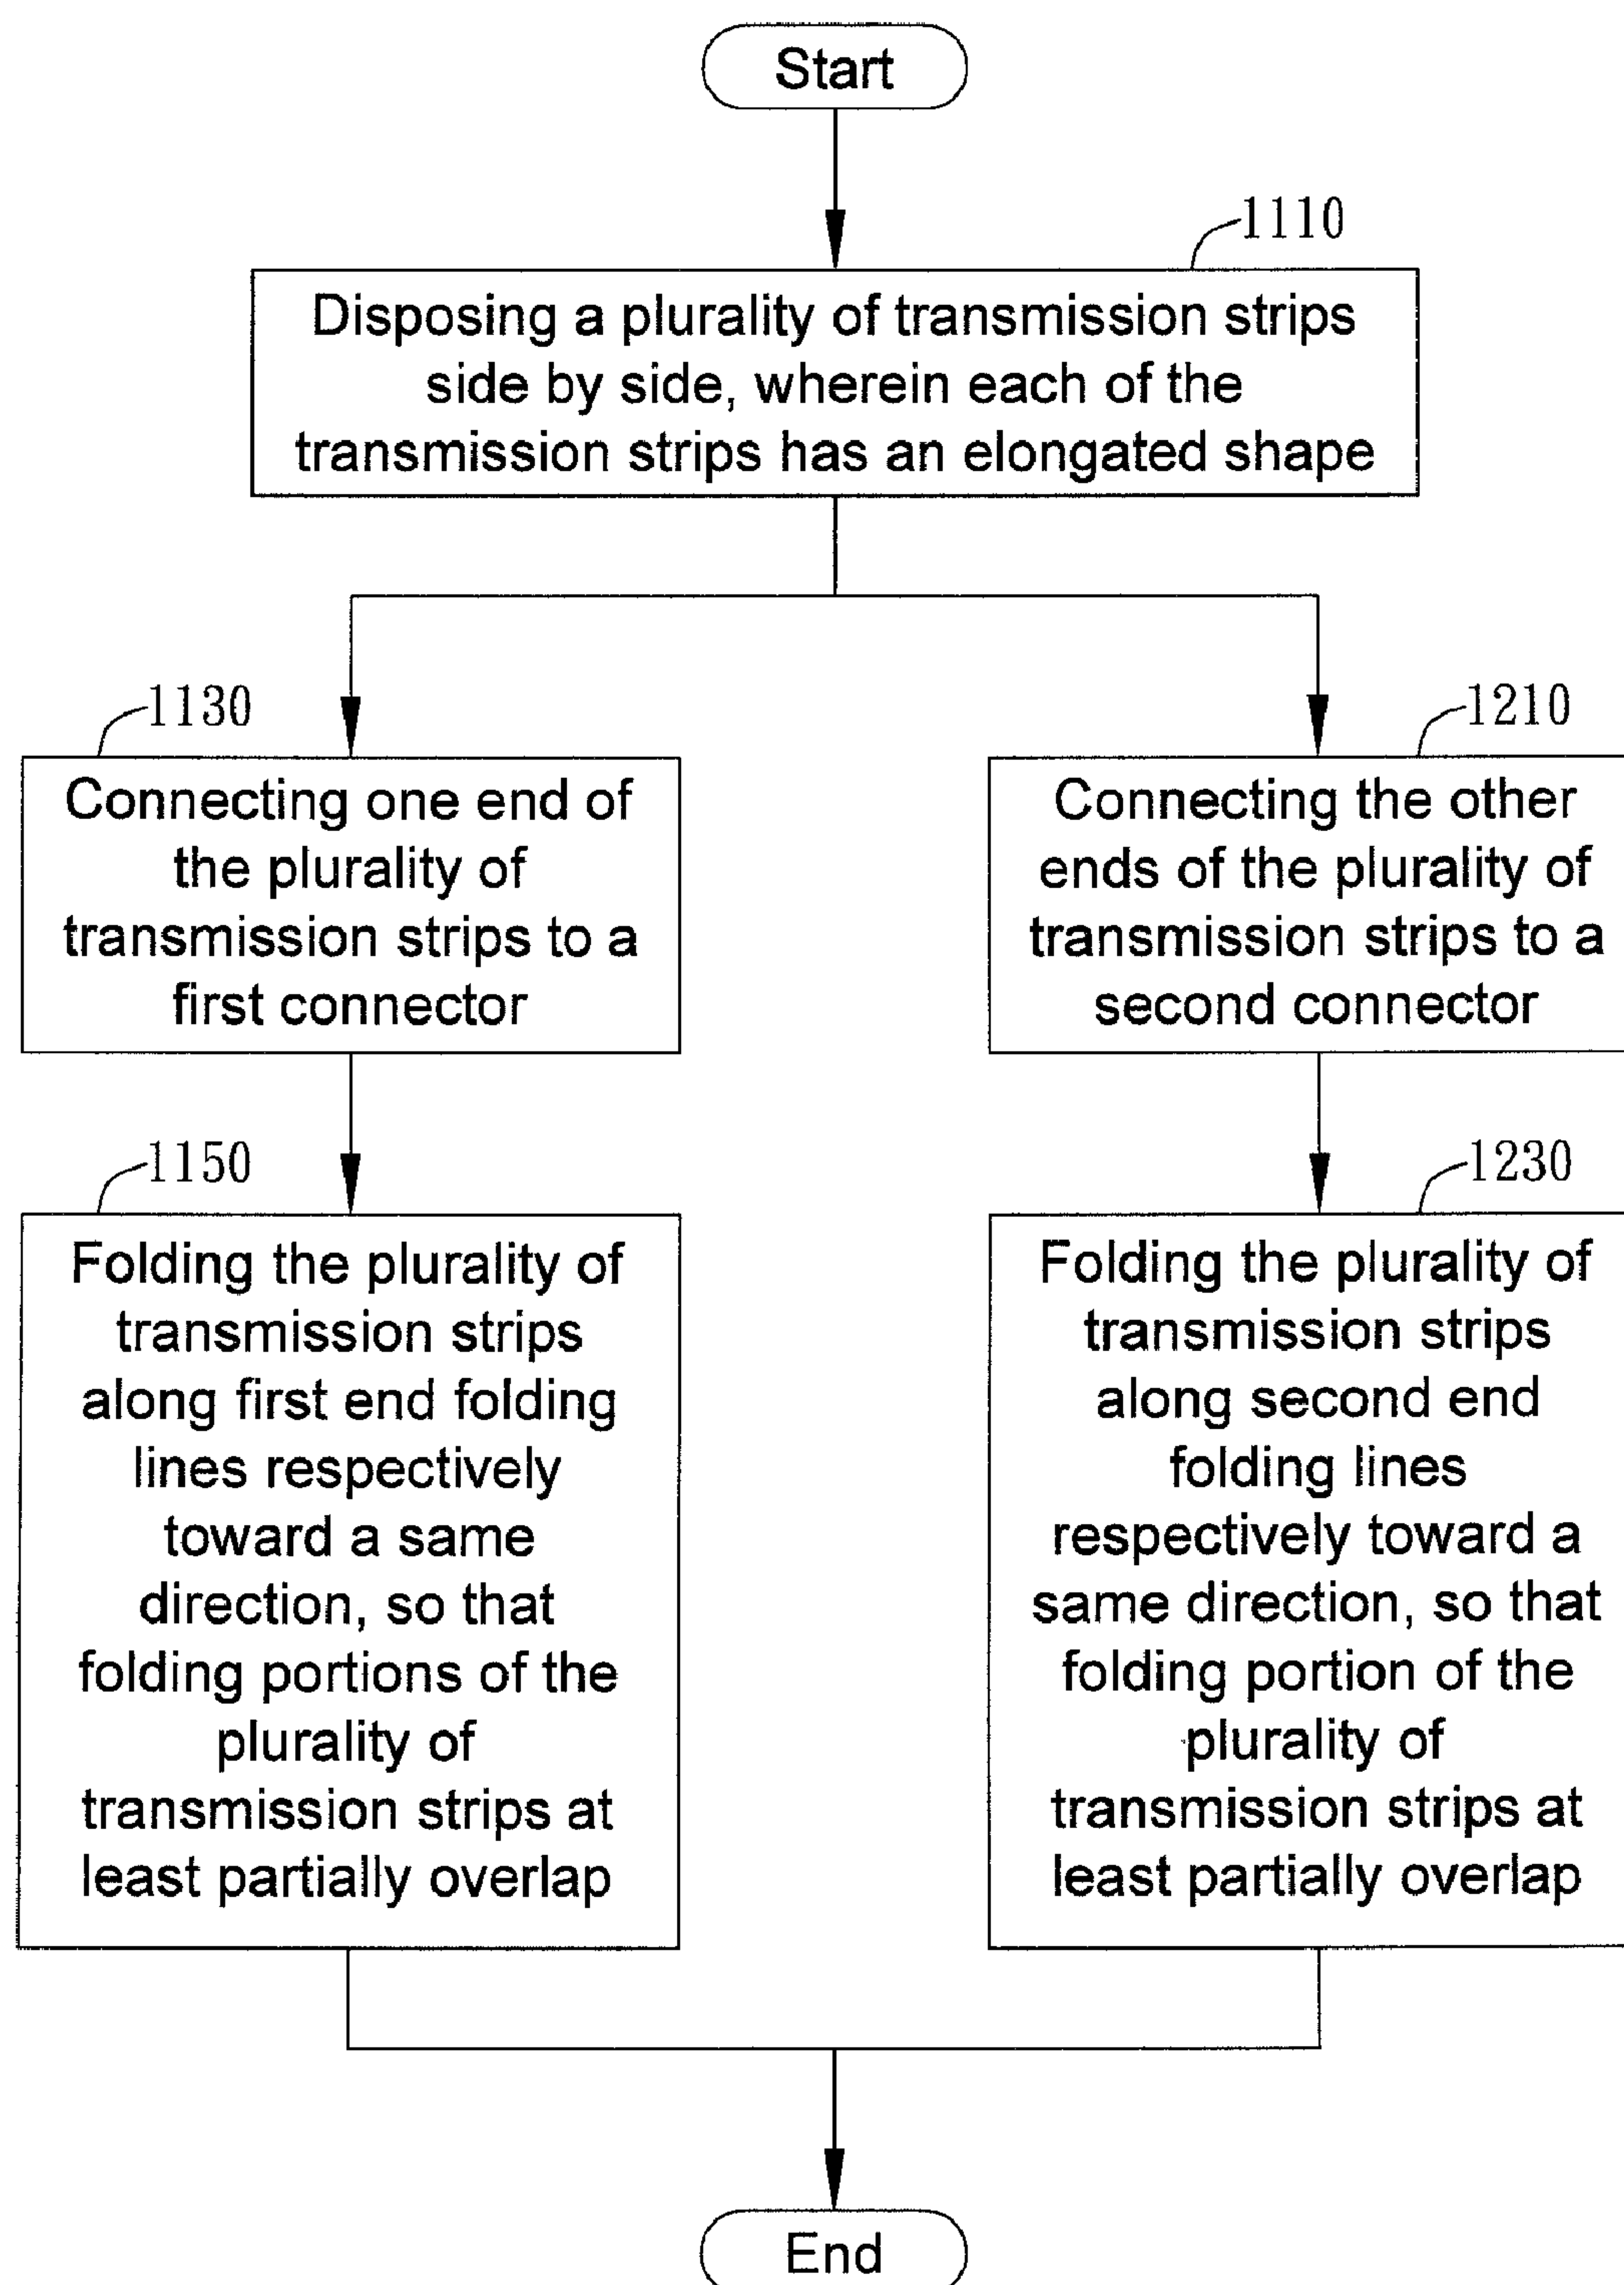 Start
1110
Disposing a plurality of transmission strips
side by side, wherein each of the
transmission strips has an elongated shape
1130
Connecting one end of
the plurality of
transmission strips to a
first connector
1210
Connecting the other
ends of the plurality of
transmission strips to a
second connector
1150
Folding the plurality of
transmission strips
along first end folding
lines respectively
toward a same
direction, so that
folding portions of the
plurality of
transmission strips at
least partially overlap
1230
Folding the plurality of
transmission strips
along second end
folding lines
respectively toward a
same direction, so that
folding portion of the
plurality of
transmission strips at
least partially overlap
End